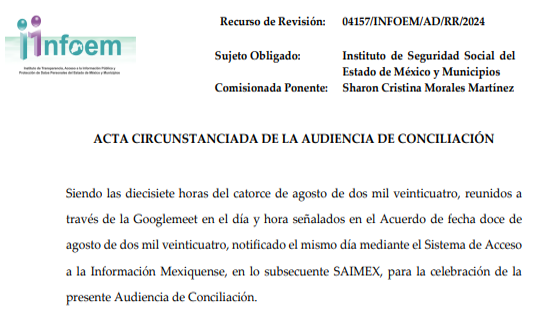 infoem
Instituto de Transparencia, Acceso a la Información Pública y
Protección de Datos Personales del Estado de México y Municipios
Recurso de Revisión: 04157/INFOEM/AD/RR/2024
Sujeto Obligado: Instituto de Seguridad Social del
Estado de México y Municipios
Comisionada Ponente: Sharon Cristina Morales Martínez
ACTA CIRCUNSTANCIADA DE LA AUDIENCIA DE CONCILIACIÓN
Siendo las diecisiete horas del catorce de agosto de dos mil veinticuatro, reunidos a
través de la Googlemeet en el día y hora señalados en el Acuerdo de fecha doce de
agosto de dos mil veinticuatro, notificado el mismo día mediante el Sistema de Acceso
a la Información Mexiquense, en lo subsecuente SAIMEX, para la celebración de la
presente Audiencia de Conciliación.